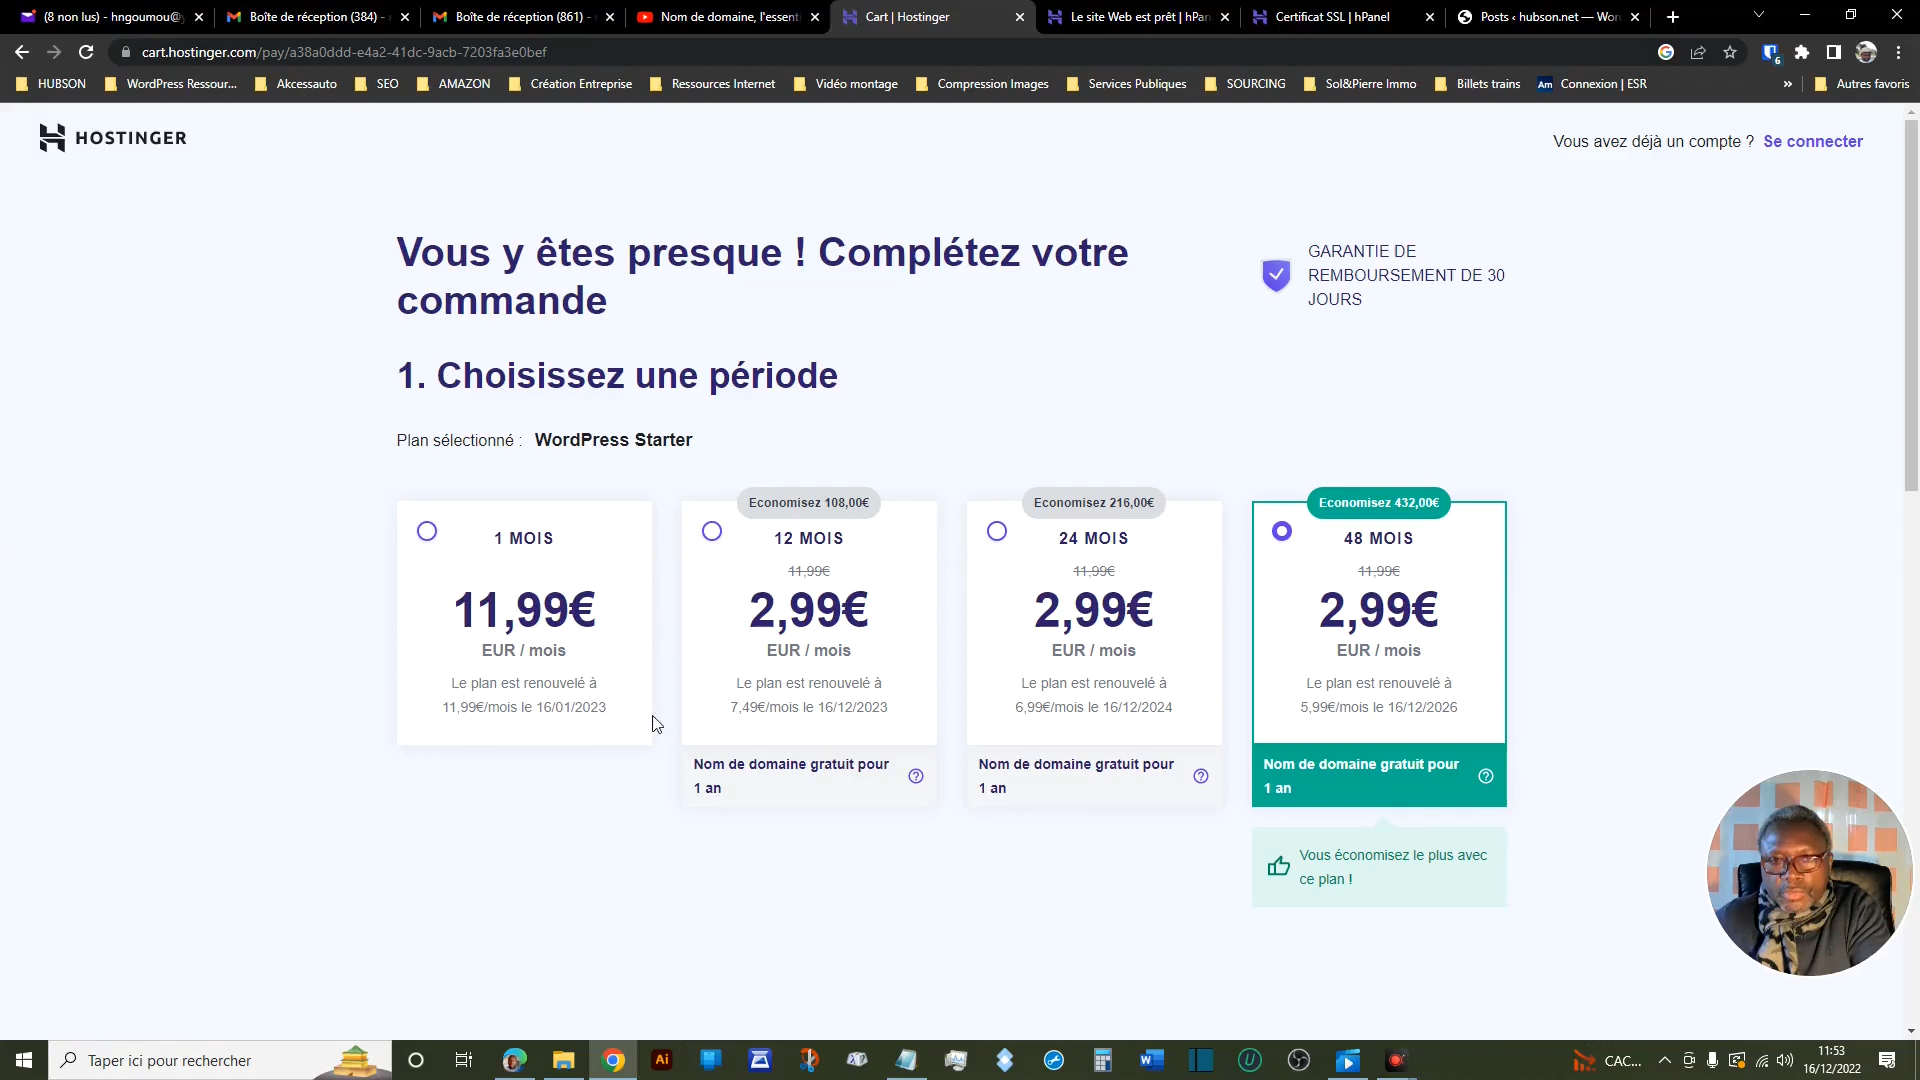 (8 non lus) - hngoumou@y
Boîte de réception (384) -
Boîte de réception (861) -
Nom de domaine, l'essent
Cart | Hostinger
Le site Web est prêt | hPan
Certificat SSL | hPanel
Posts ‹ hubson.net — Wor
cart.hostinger.com/pay/a38a0ddd-e4a2-41dc-9acb-7203fa3e0bef
6
HUBSON
WordPress Ressour...
Akcessauto
SEO
AMAZON
Création Entreprise
Ressources Internet
Vidéo montage
Compression Images
Services Publiques
SOURCING
Sol&Pierre Immo
Billets trains
Am
Connexion | ESR
»
Autres favoris
HOSTINGER
Vous avez déjà un compte ? Se connecter
Vous y êtes presque ! Complétez votre
commande
GARANTIE DE
REMBOURSEMENT DE 30
JOURS
1. Choisissez une période
Plan sélectionné : WordPress Starter
1 MOIS
11,99€
EUR / mois
Le plan est renouvelé à
11,99€/mois le 16/01/2023
Economisez 108,00€
12 MOIS
11,99€
2,99€
EUR / mois
Le plan est renouvelé à
7,49€/mois le 16/12/2023
Nom de domaine gratuit pour
1 an
Economisez 216,00€
24 MOIS
11,99€
2,99€
EUR / mois
Le plan est renouvelé à
6,99€/mois le 16/12/2024
Nom de domaine gratuit pour
1 an
Economisez 432,00€
48 MOIS
11,99€
2,99€
EUR / mois
Le plan est renouvelé à
5,99€/mois le 16/12/2026
Nom de domaine gratuit pour
1 an
Vous économisez le plus avec
ce plan !
Taper ici pour rechercher
Ai
CAC...
11:53
16/12/2022